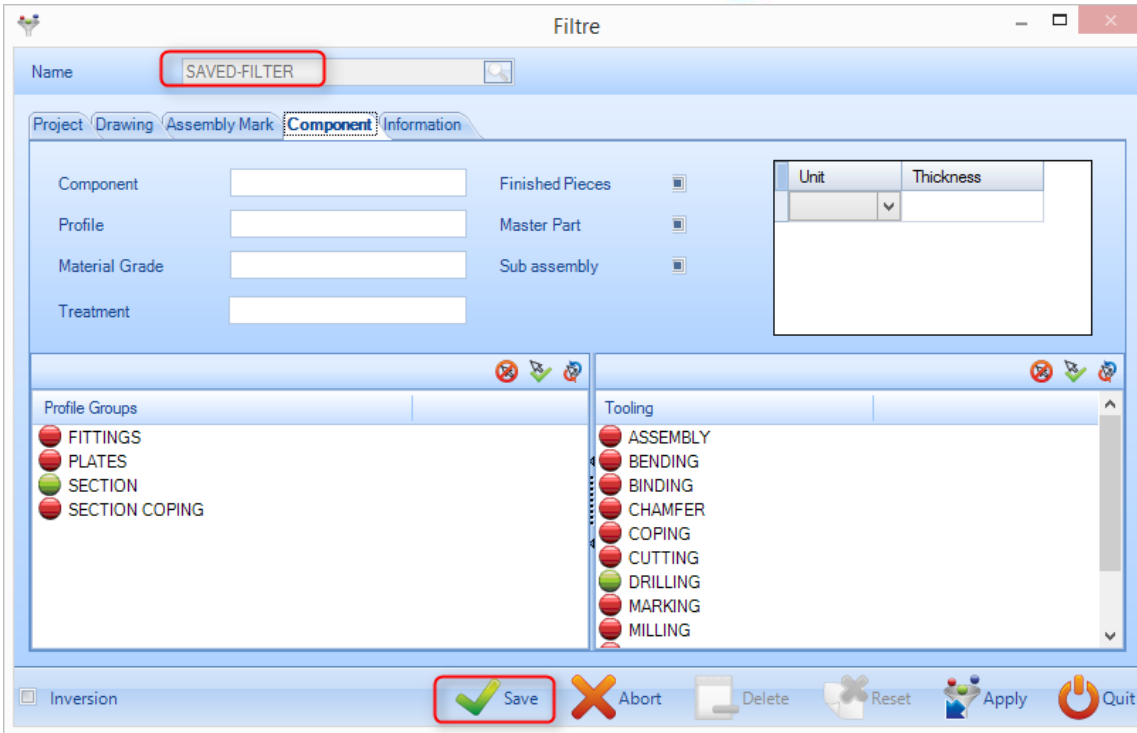 Filtre
Name SAVED-FILTER
Project Drawing Assembly Mark Component Information
Component Finished Pieces Unit Thickness
Profile Master Part
Material Grade Sub assembly
Treatment
Profile Groups Tooling
FITTINGS ASSEMBLY
PLATES BENDING
SECTION BINDING
SECTION COPING CHAMFER
COPING
CUTTING
DRILLING
MARKING
MILLING
Inversion Save Abort Delete Reset Apply Quit